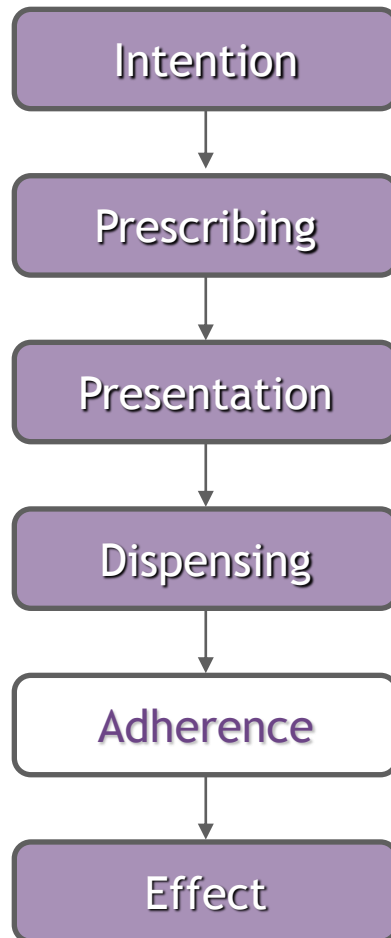 Intention
Prescribing
Presentation
Dispensing
Adherence
Effect